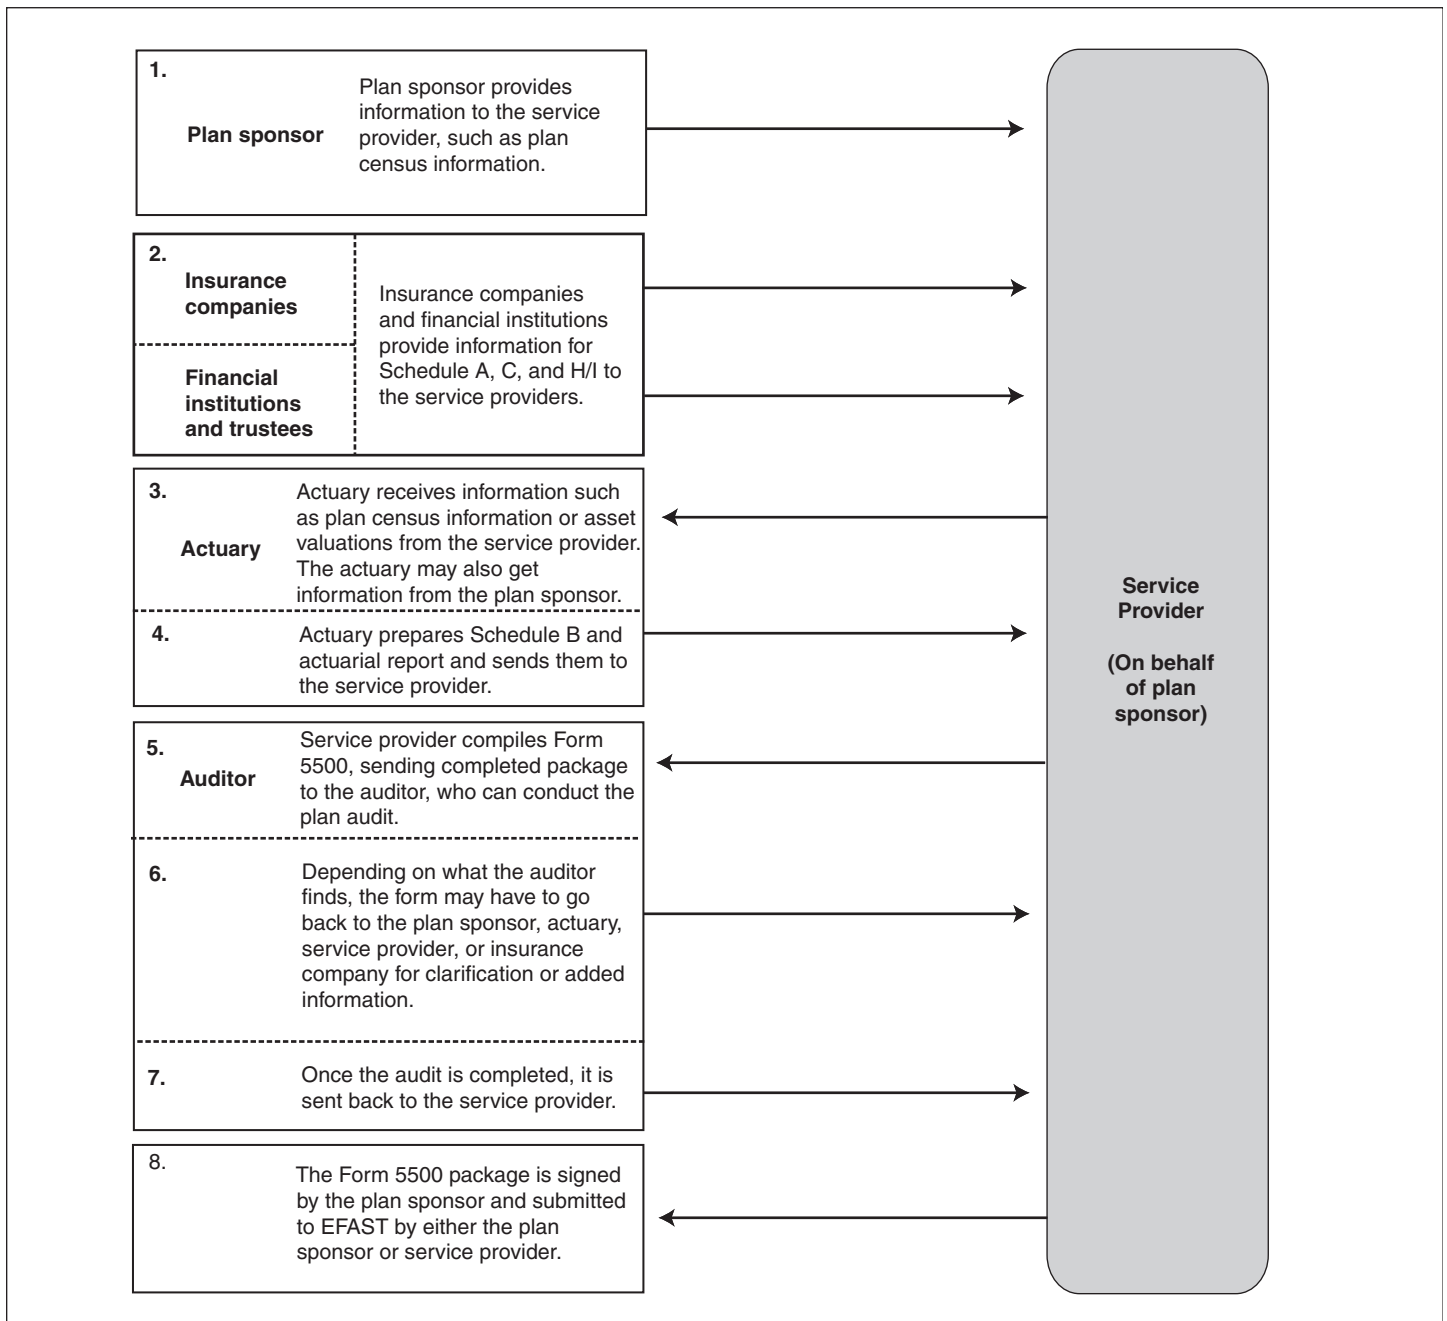 1.
Plan sponsor
Plan sponsor provides
information to the service
provider, such as plan
census information.
2.
Insurance
companies
Financial
institutions
and trustees
Insurance companies
and financial institutions
provide information for
Schedule A, C, and H/I to
the service providers.
3.
Actuary
Actuary receives information such
as plan census information or asset
valuations from the service provider.
The actuary may also get
information from the plan sponsor.
4.
Actuary prepares Schedule B and
actuarial report and sends them to
the service provider.
5.
Auditor
Service provider compiles Form
5500, sending completed package
to the auditor, who can conduct the
plan audit.
6.
Depending on what the auditor
finds, the form may have to go
back to the plan sponsor, actuary,
service provider, or insurance
company for clarification or added
information.
7.
Once the audit is completed, it is
sent back to the service provider.
8.
The Form 5500 package is signed
by the plan sponsor and submitted
to EFAST by either the plan
sponsor or service provider.
Service
Provider
(On behalf
of plan
sponsor)